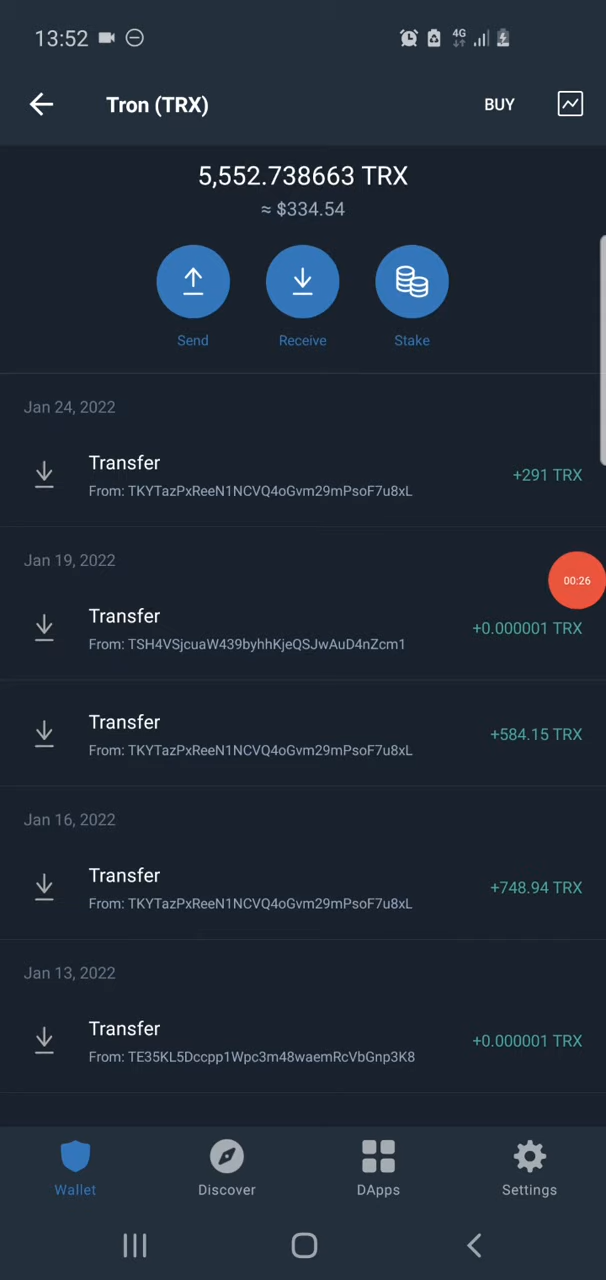 13:52
4G
Tron (TRX)
BUY
5,552.738663 TRX
≈ $334.54
Send
Receive
Stake
Jan 24, 2022
Transfer
+291 TRX
From: TKYTazPxReeN1NCVQ4oGvm29mPsoF7u8xL
Jan 19, 2022
00:26
Transfer
+0.000001 TRX
From: TSH4VSjcuaW439byhhKjeQSJwAuD4nZcm1
Transfer
+584.15 TRX
From: TKYTazPxReeN1NCVQ4oGvm29mPsoF7u8xL
Jan 16, 2022
Transfer
+748.94 TRX
From: TKYTazPxReeN1NCVQ4oGvm29mPsoF7u8xL
Jan 13, 2022
Transfer
+0.000001 TRX
From: TE35KL5Dccpp1Wpc3m48waemRcVbGnp3K8
Wallet
Discover
DApps
Settings